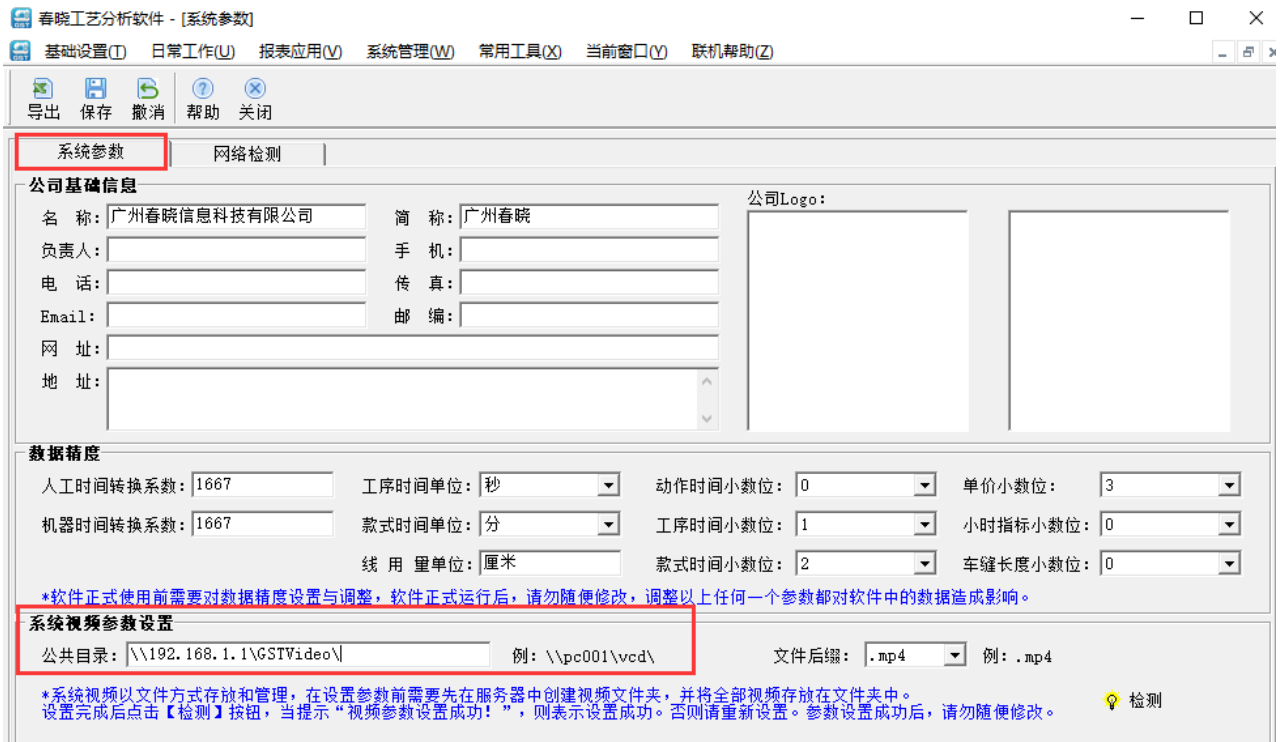 春晓工艺分析软件 - [系统参数]
基础设置(T) 日常工作(U) 报表应用(V) 系统管理(W) 常用工具(X) 当前窗口(Y) 联机帮助(Z)
导出 保存 撤消 帮助 关闭
系统参数 网络检测
公司基础信息
公司Logo:
名 称: 广州春晓信息科技有限公司 简 称: 广州春晓
负责人: 手 机:
电 话: 传 真:
Email: 邮 编:
网 址:
地 址:
数据精度
人工时间转换系数: 1667 工序时间单位: 秒 动作时间小数位: 0 单价小数位: 3
机器时间转换系数: 1667 款式时间单位: 分 工序时间小数位: 1 小时指标小数位: 0
线 用 量单位: 厘米 款式时间小数位: 2 车缝长度小数位: 0
*软件正式使用前需要对数据精度设置与调整，软件正式运行后，请勿随便修改，调整以上任何一个参数都对软件中的数据造成影响。
系统视频参数设置
公共目录: \\192.168.1.1\GSTVideo\ 例: \\pc001\vcd\ 文件后缀: .mp4 例: .mp4
*系统视频以文件方式存放和管理，在设置参数前需要先在服务器中创建视频文件夹，并将全部视频存放在文件夹中。
设置完成后点击【检测】按钮，当提示“视频参数设置成功！”，则表示设置成功。否则请重新设置。参数设置成功后，请勿随便修改。
检测